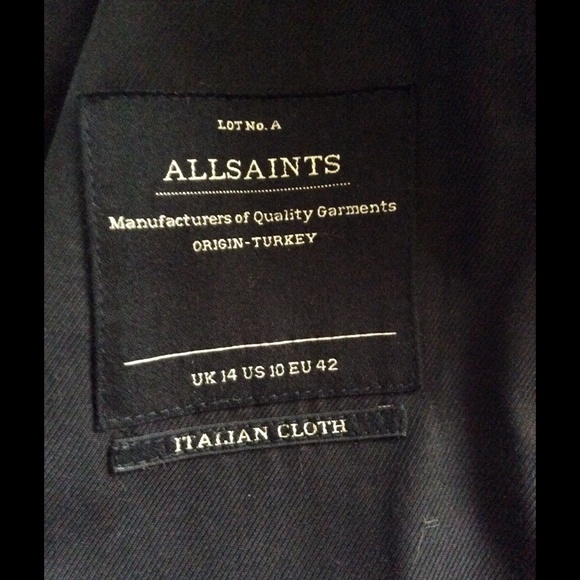 LOT No. A
ALLSAINTS
Manufacturers of Quality Garments
ORIGIN-TURKEY
UK 14 US 10 EU 42
ITALIAN CLOTH